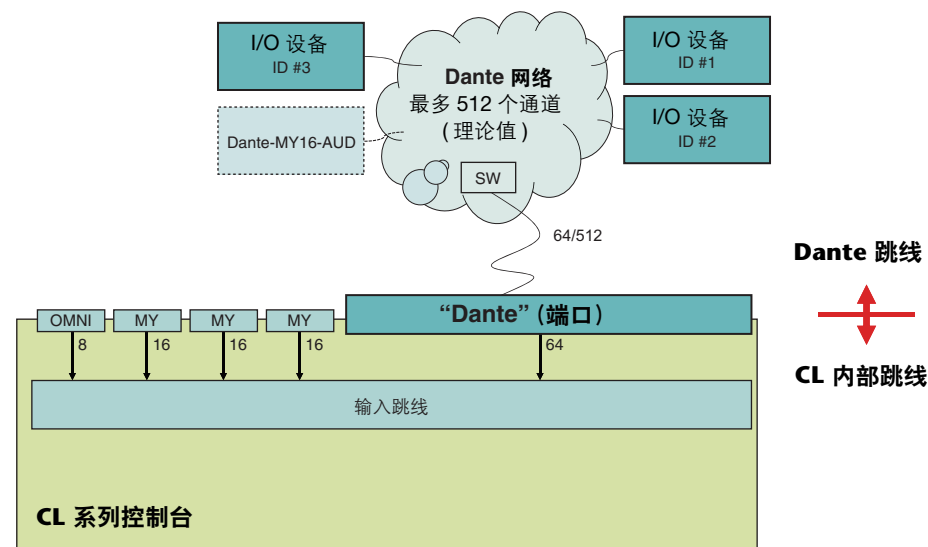 I/O 设备
ID #3
I/O 设备
ID #1
Dante 网络
最多 512 个通道
(理论值)
I/O 设备
ID #2
Dante-MY16-AUD
SW
64/512
Dante 跳线
“Dante” (端口)
OMNI
MY
MY
MY
8
16
16
16
64
CL 内部跳线
输入跳线
CL 系列控制台